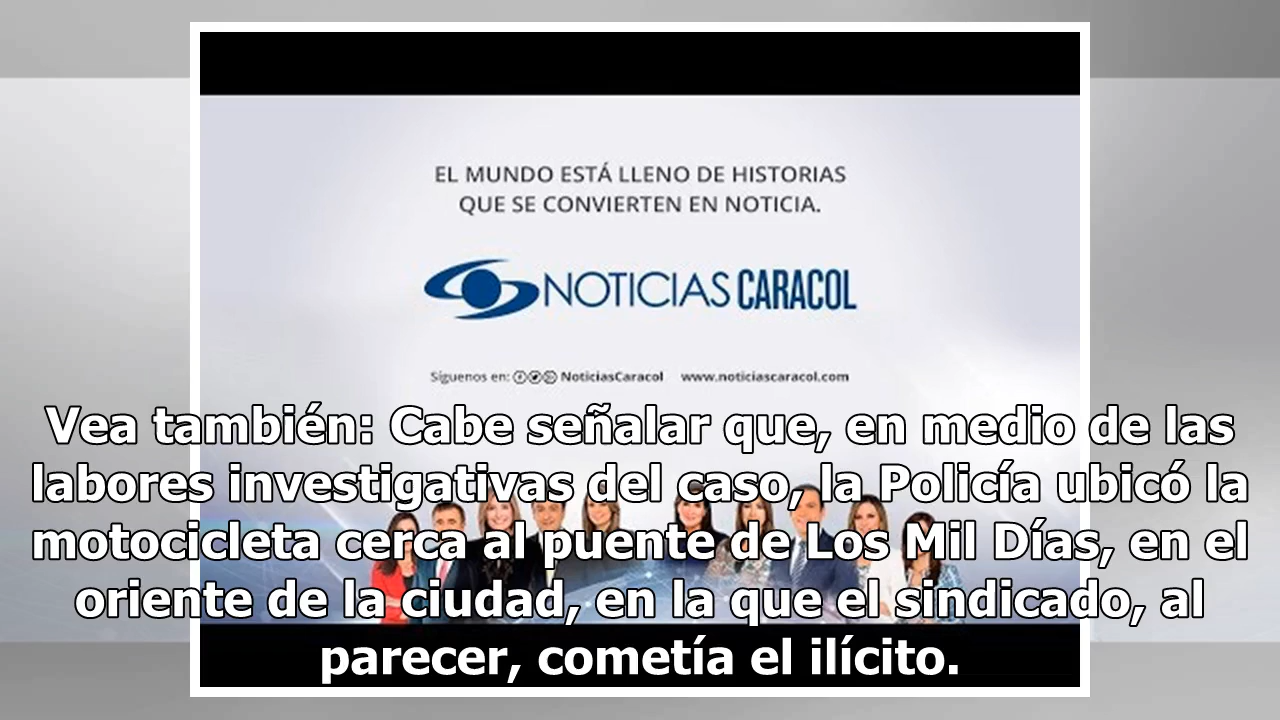 EL MUNDO ESTÁ LLENO DE HISTORIAS
QUE SE CONVIERTEN EN NOTICIA.
NOTICIAS CARACOL
Síguenos en: NoticiasCaracol www.noticiascaracol.com
Vea también: Cabe señalar que, en medio de las
labores investigativas del caso, la Policía ubicó la
motocicleta cerca al puente de Los Mil Días, en el
oriente de la ciudad, en la que el sindicado, al
parecer, cometía el ilícito.